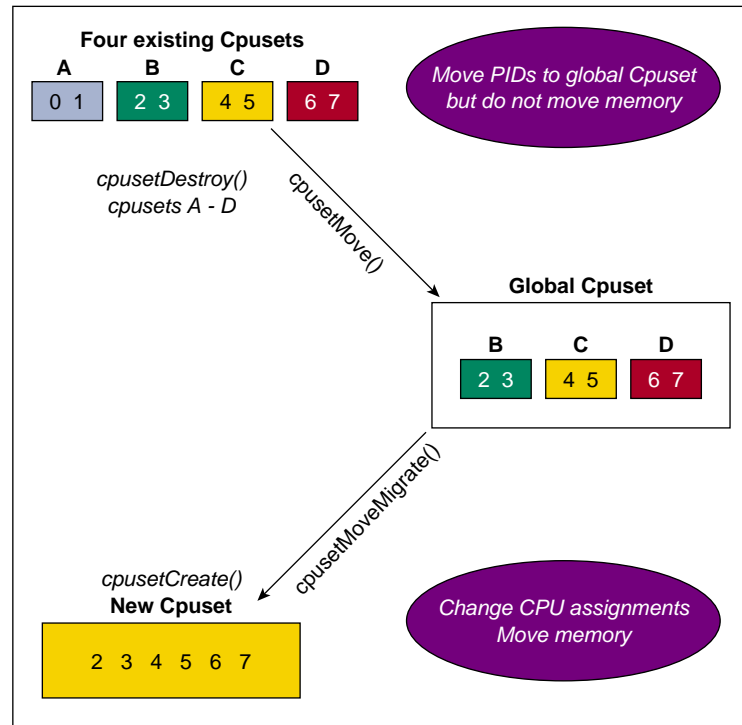 Four existing Cpusets
A B C D
0 1 2 3 4 5 6 7
Move PIDs to global Cpuset
but do not move memory
cpusetDestroy()
cpusets A - D
cpusetMove()
Global Cpuset
B C D
2 3 4 5 6 7
cpusetMoveMigrate()
cpusetCreate()
New Cpuset
2 3 4 5 6 7
Change CPU assignments
Move memory